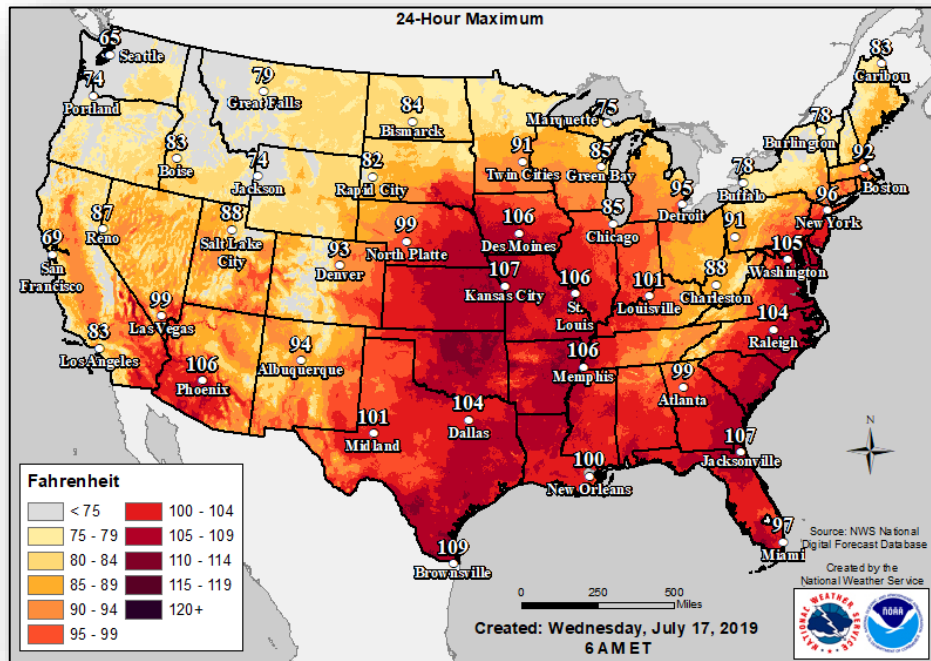 24-Hour Maximum
65
Seattle
74
Portland
79
Great Falls
84
Bismarck
Marquette
75
83
Caribou
78
Burlington
83
Boise
74
Jackson
82
Rapid City
91
Twin Cities
85
Green Bay
95
Detroit
78
Buffalo
92
Boston
87
Reno
88
Salt Lake
City
99
North Platte
106
Des Moines
85
Chicago
91
96
New York
69
San
Francisco
93
Denver
107
Kansas City
106
St.
Louis
101
Louisville
88
Charleston
105
Washington
99
Las Vegas
83
Los Angeles
106
Phoenix
94
Albuquerque
106
Memphis
104
Raleigh
99
Atlanta
101
Midland
104
Dallas
100
New Orleans
107
Jacksonville
109
Brownsville
97
Miami
N
Fahrenheit
< 75
75 - 79
80 - 84
85 - 89
90 - 94
95 - 99
100 - 104
105 - 109
110 - 114
115 - 119
120+
0 250 500
Miles
Created: Wednesday, July 17, 2019
6 AM ET
Source: NWS National
Digital Forecast Database
Created by the
National Weather Service
NATIONAL WEATHER SERVICE
NOAA